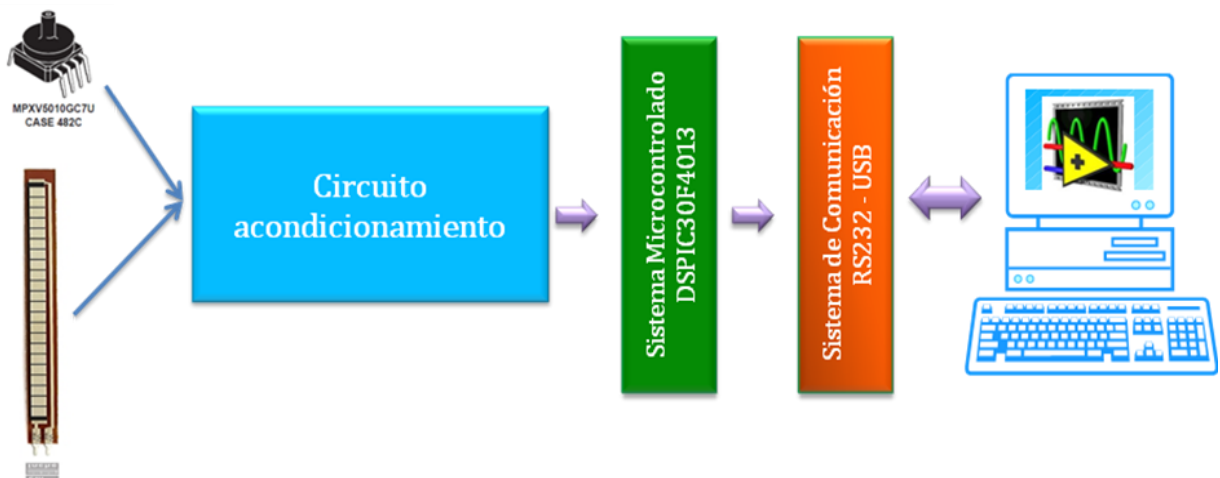 MPXV5010GC7U
CASE 482C
Circuito
acondicionamiento
Sistema Microcontrolado
DSPIC30F4013
Sistema de Comunicación
RS232 - USB